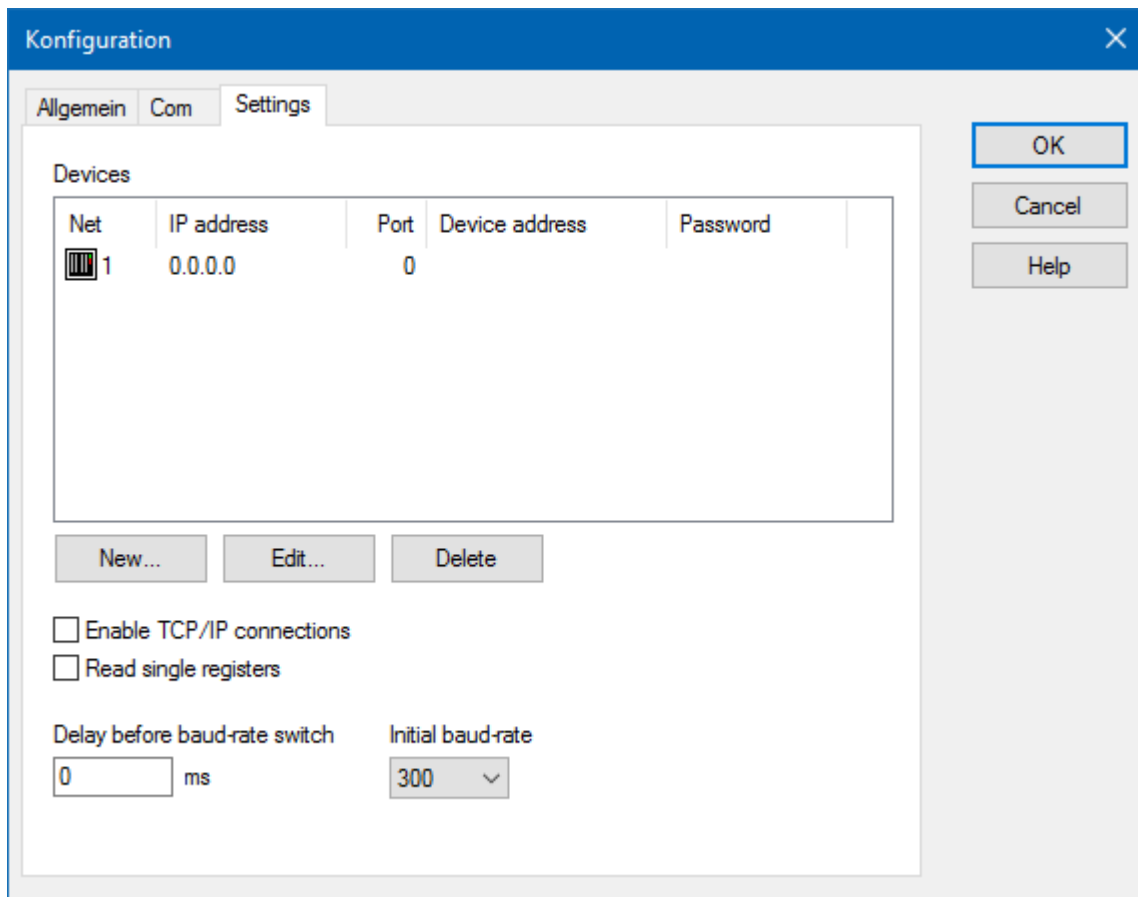 Konfiguration
Allgemein Com Settings
OK
Devices
Cancel
Net IP address Port Device address Password
1 0.0.0.0 0
Help
New... Edit... Delete
Enable TCP/IP connections
Read single registers
Delay before baud-rate switch Initial baud-rate
0 ms 300